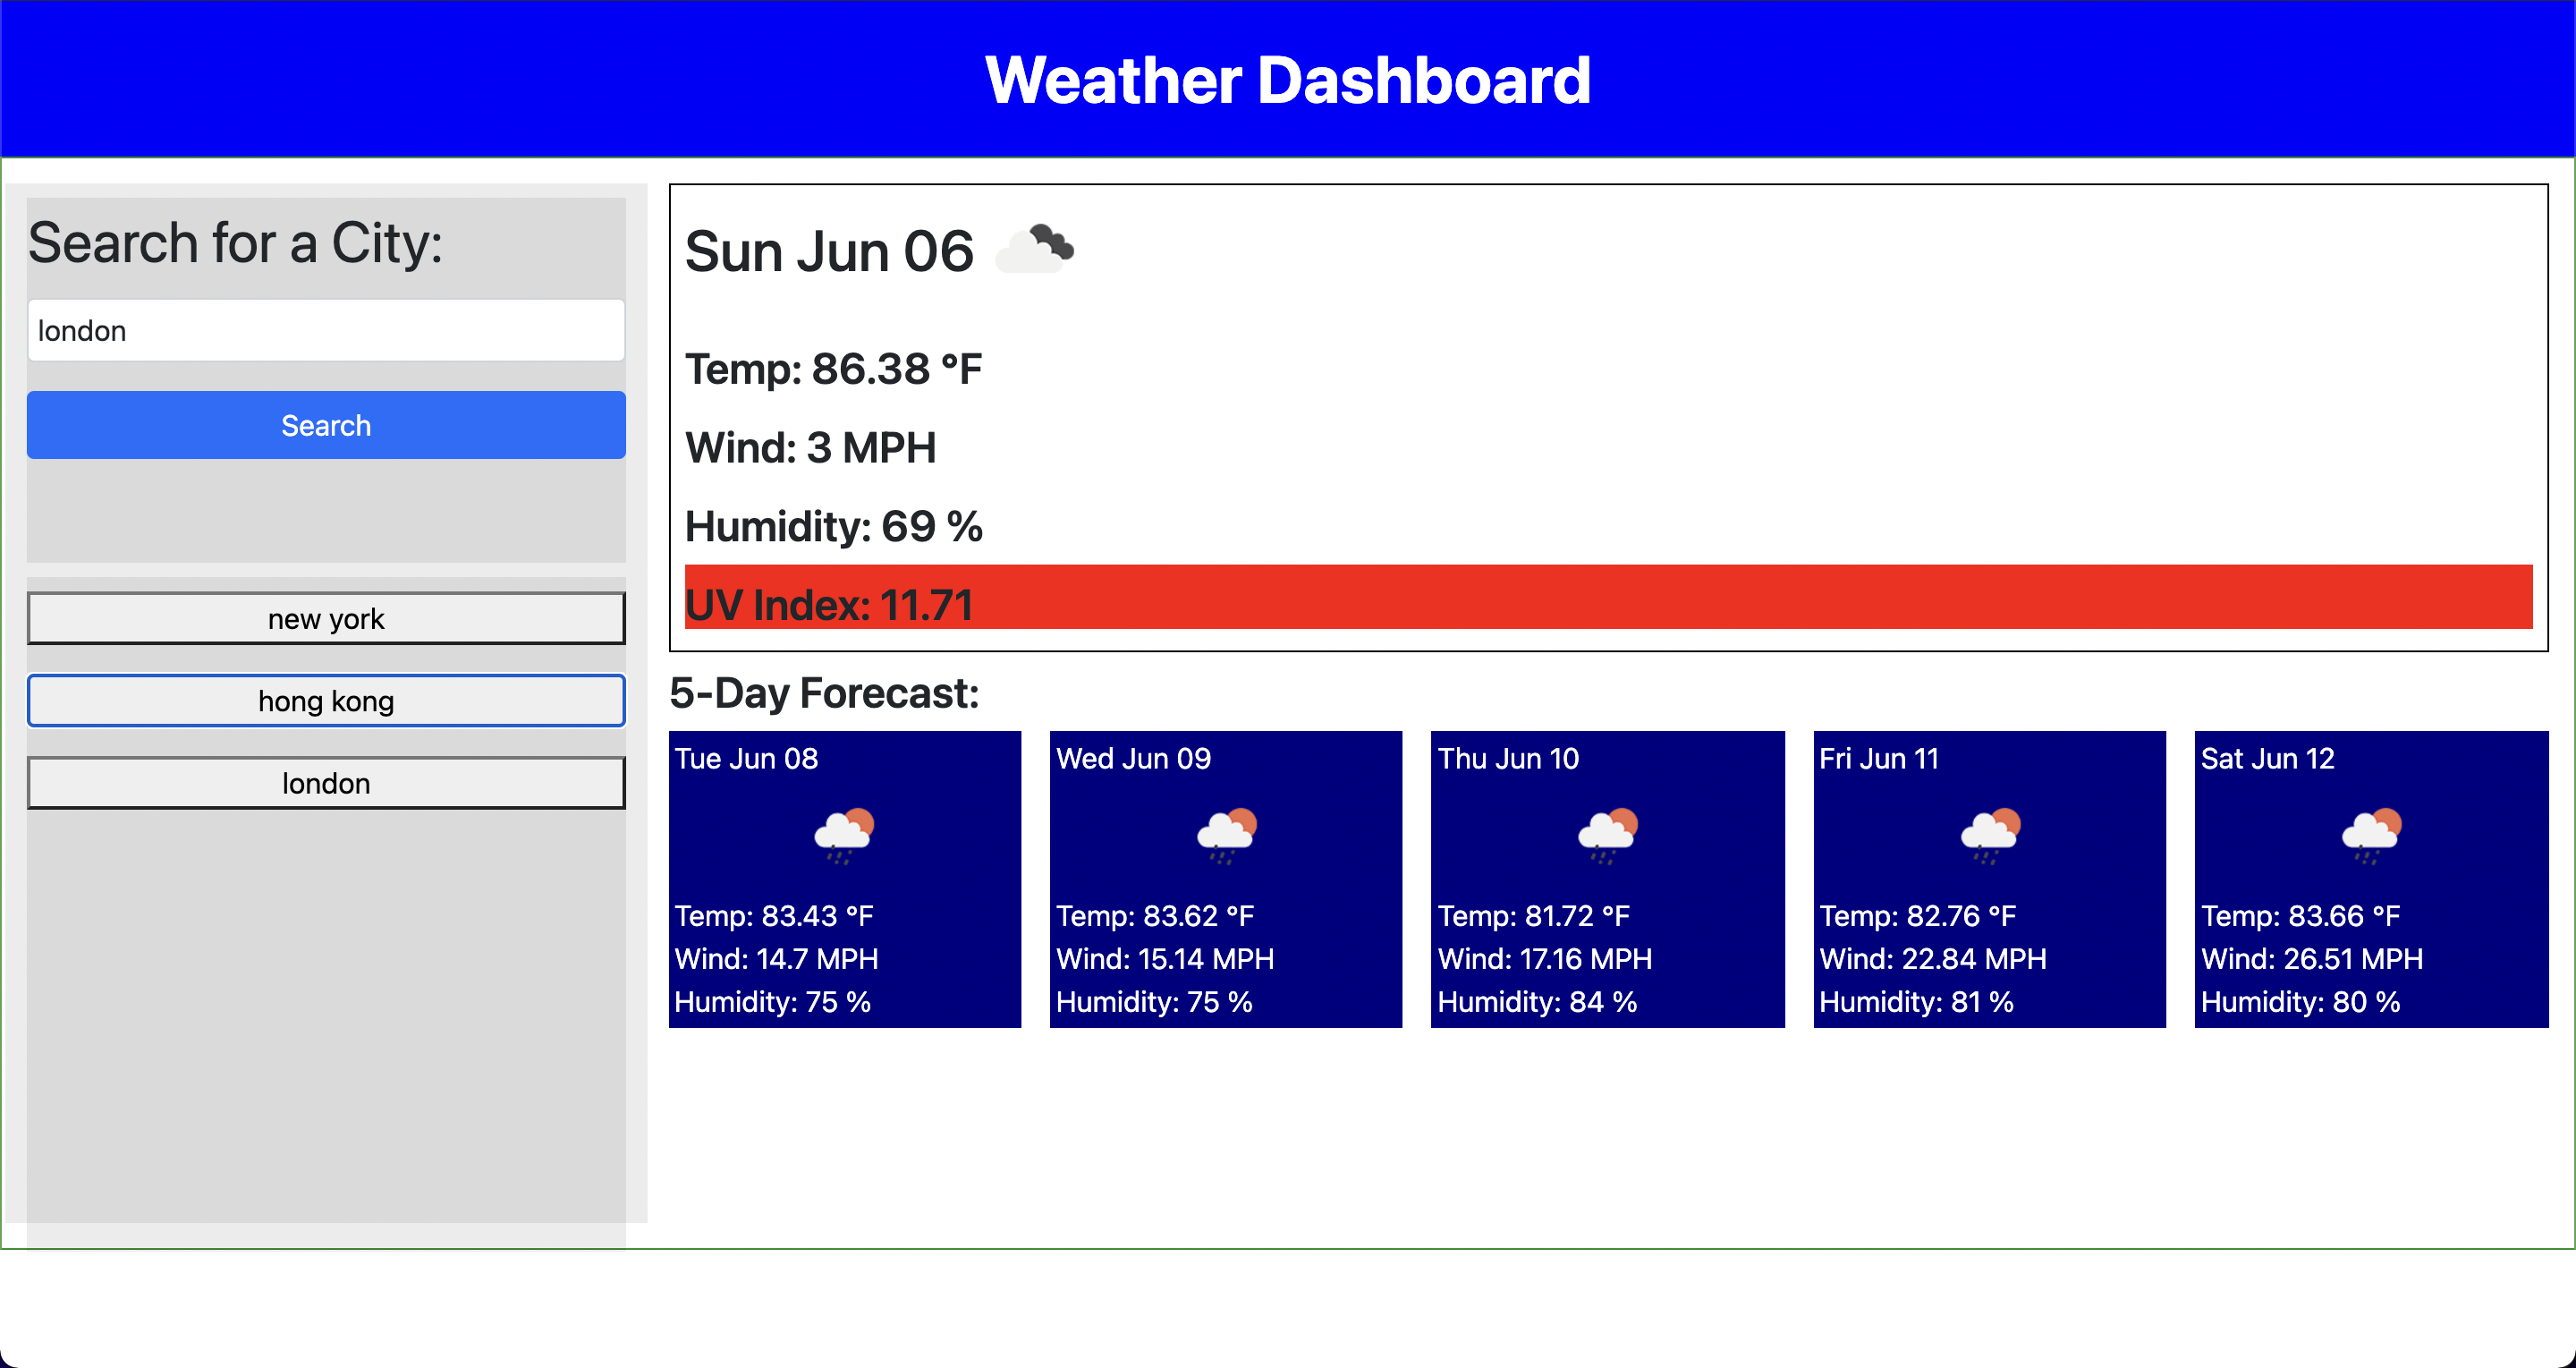 Weather Dashboard
Search for a City:
london
Search
new york
hong kong
london
Sun Jun 06
Temp: 86.38 °F
Wind: 3 MPH
Humidity: 69 %
UV Index: 11.71
5-Day Forecast:
Tue Jun 08
Temp: 83.43 °F
Wind: 14.7 MPH
Humidity: 75 %
Wed Jun 09
Temp: 83.62 °F
Wind: 15.14 MPH
Humidity: 75 %
Thu Jun 10
Temp: 81.72 °F
Wind: 17.16 MPH
Humidity: 84 %
Fri Jun 11
Temp: 82.76 °F
Wind: 22.84 MPH
Humidity: 81 %
Sat Jun 12
Temp: 83.66 °F
Wind: 26.51 MPH
Humidity: 80 %